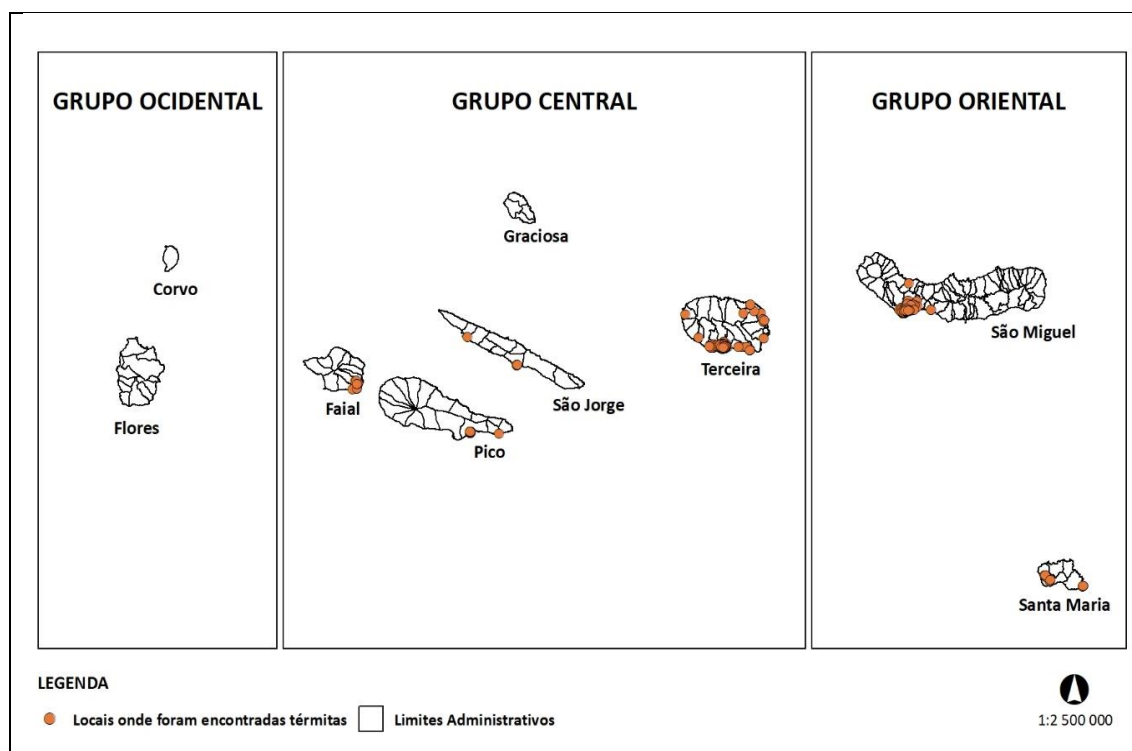 GRUPO OCIDENTAL
GRUPO CENTRAL
GRUPO ORIENTAL
Graciosa
Corvo
São Miguel
Terceira
São Jorge
Faial
Flores
Pico
Santa Maria
LEGENDA
Locais onde foram encontradas térmitas
Limites Administrativos
1:2 500 000